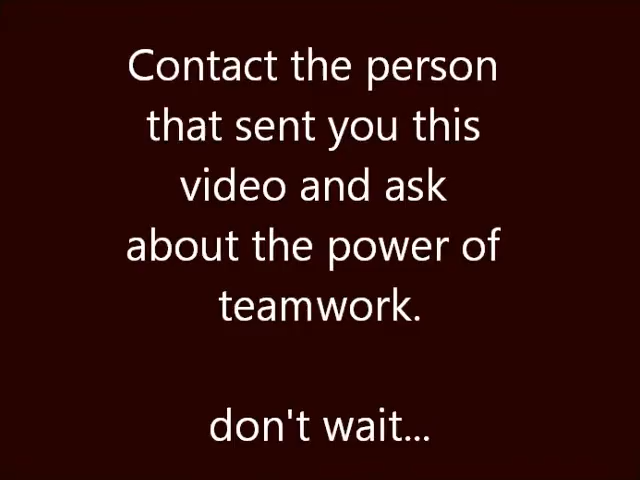 Contact the person
that sent you this
video and ask
about the power of
teamwork.
don't wait...